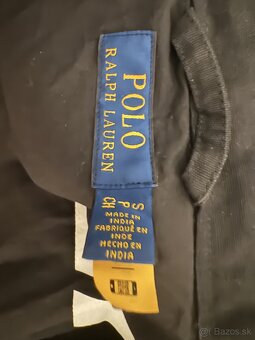 POLO
RALPH LAUREN
S
P
CH
MADE IN
INDIA
FABRIQUÉ EN
INDE
HECHO EN
INDIA
Bazos.sk